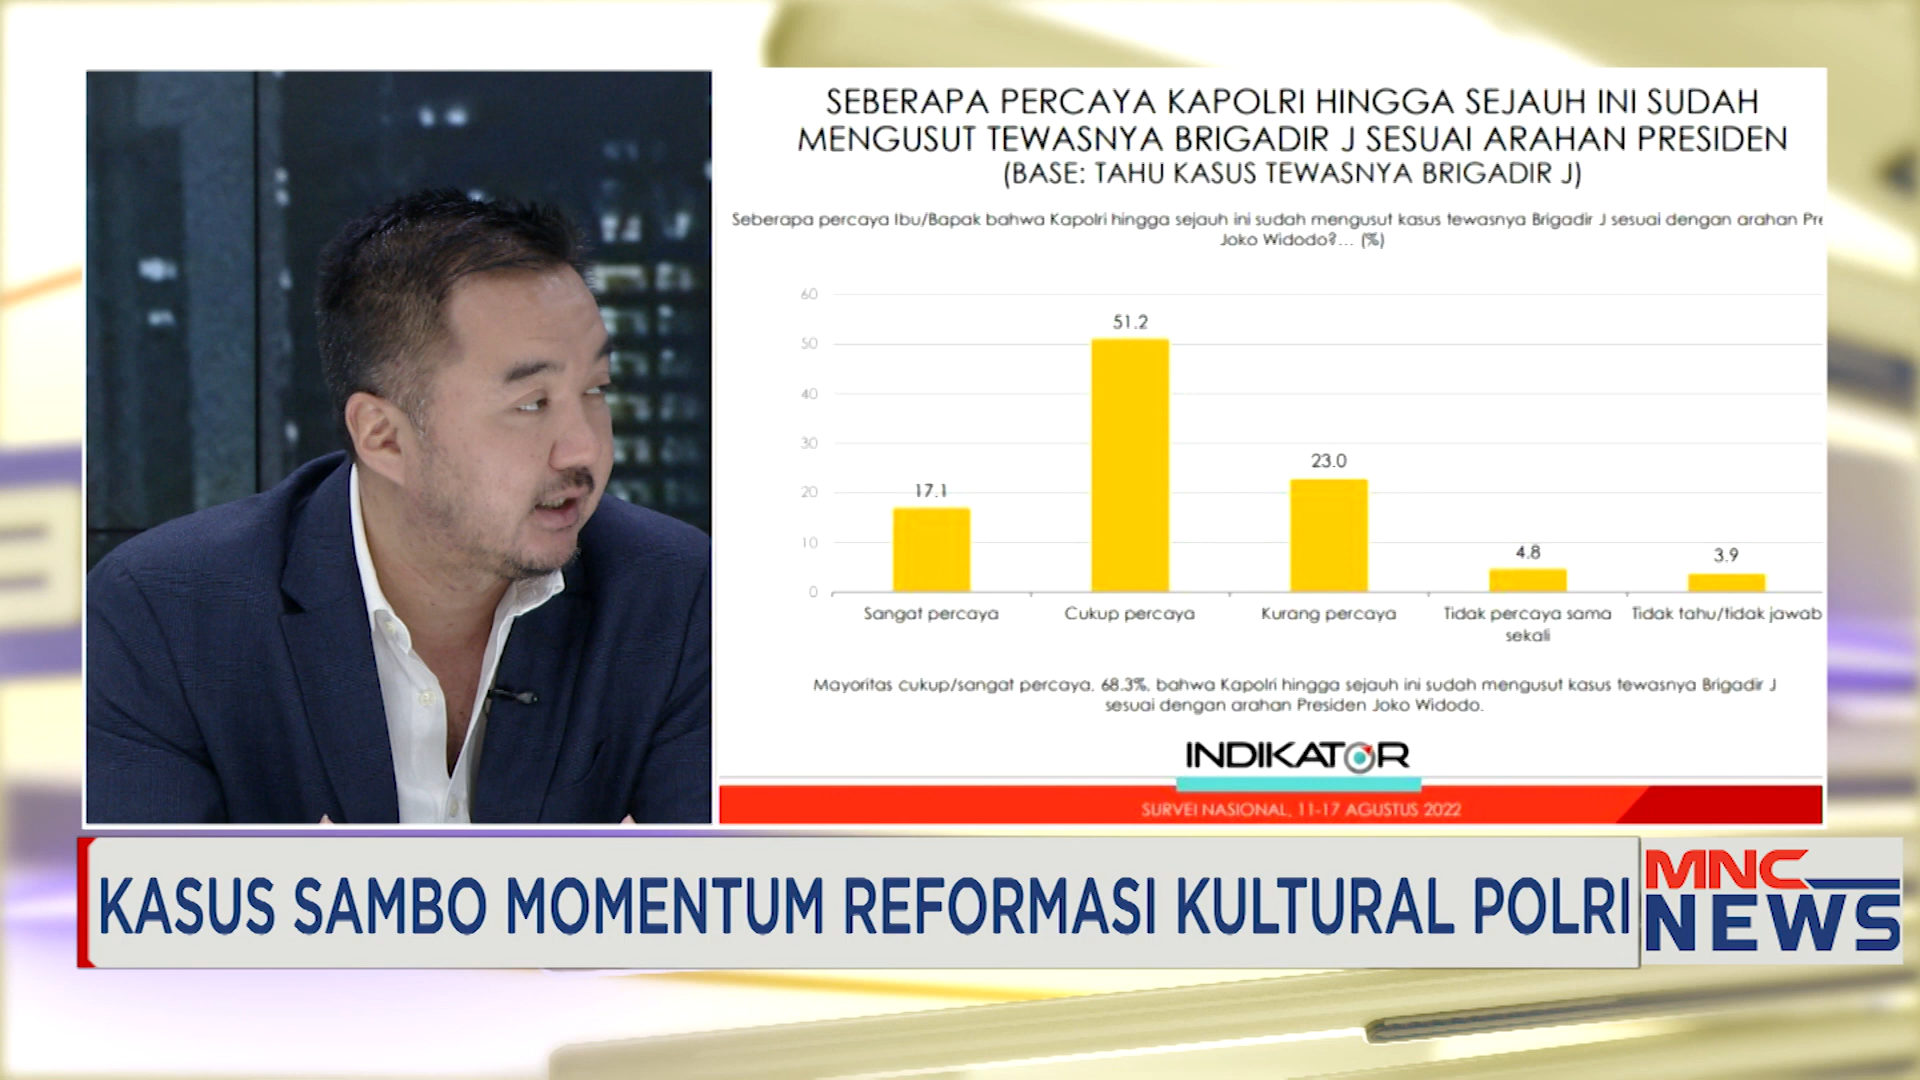 SEBERAPA PERCAYA KAPOLRI HINGGA SEJAUH INI SUDAH
MENGUSUT TEWASNYA BRIGADIR J SESUAI ARAHAN PRESIDEN
(BASE: TAHU KASUS TEWASNYA BRIGADIR J)
Seberapa percaya Ibu/Bapak bahwa Kapolri hingga sejauh ini sudah mengusut kasus tewasnya Brigadir J sesuai dengan arahan Pre
Joko Widodo?... (%)
60
50
40
30
20
10
0
17.1
51.2
23.0
4.8
3.9
Sangat percaya
Cukup percaya
Kurang percaya
Tidak percaya sama
sekali
Tidak tahu/tidak jawab
Mayoritas cukup/sangat percaya, 68.3%, bahwa Kapolri hingga sejauh ini sudah mengusut kasus tewasnya Brigadir J
sesuai dengan arahan Presiden Joko Widodo.
INDIKATOR
SURVEI NASIONAL, 11-17 AGUSTUS 2022
KASUS SAMBO MOMENTUM REFORMASI KULTURAL POLRI
MNC
NEWS